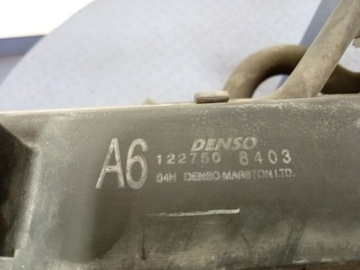 DENSO
A6
122750 8403
04H DENSO MARSTON LTD.